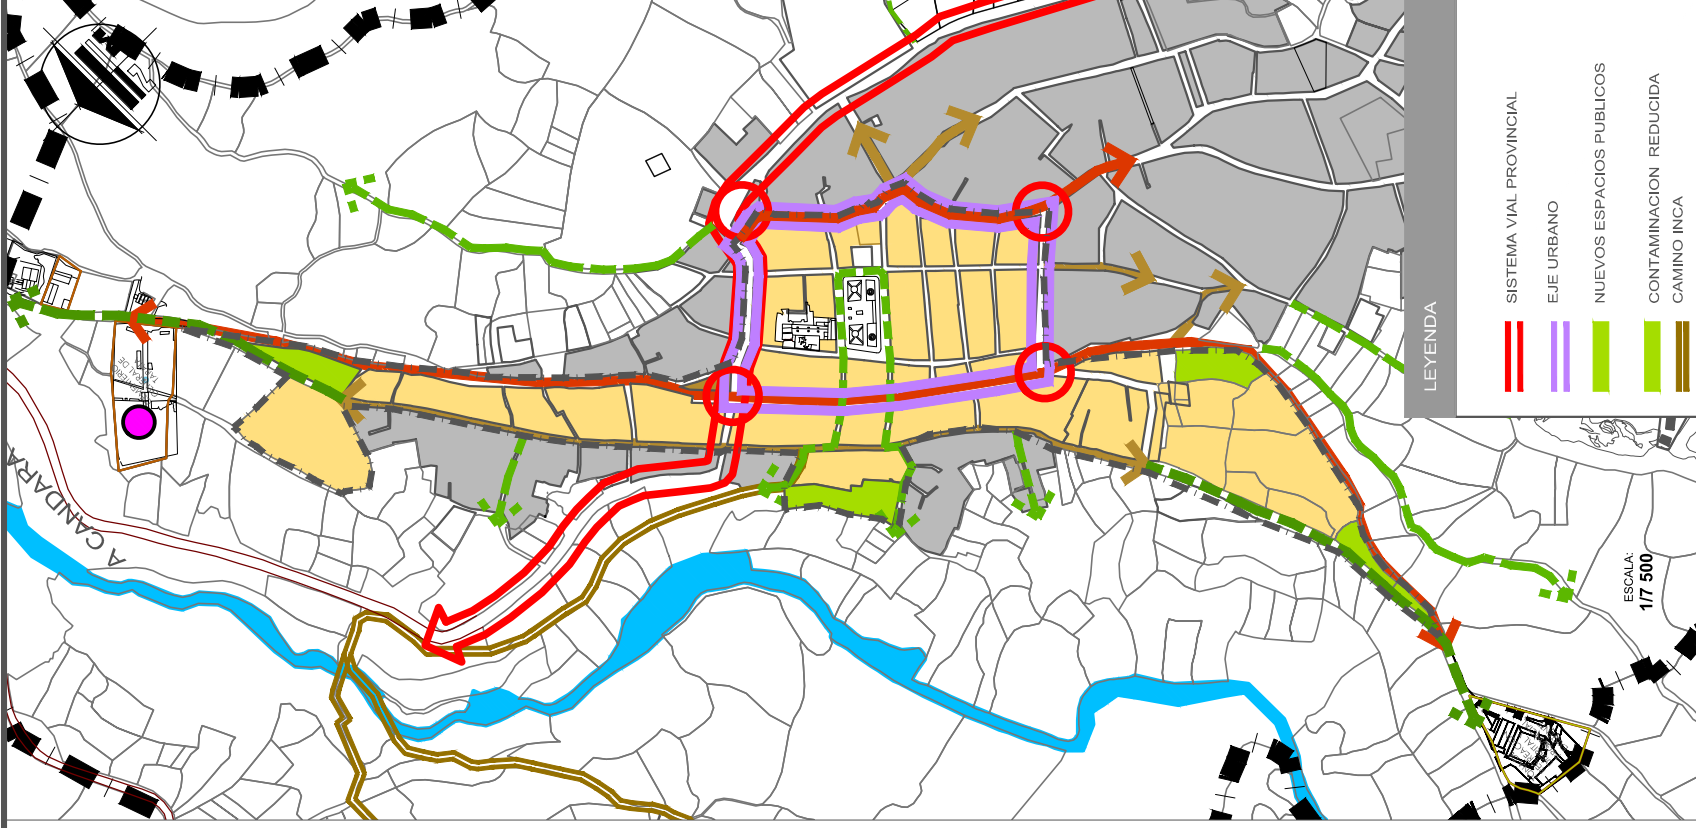 LEYENDA
SISTEMA VIAL PROVINCIAL
EJE URBANO
NUEVOS ESPACIOS PUBLICOS
CONTAMINACION REDUCIDA
CAMINO INCA
ESCALA:
1/7 500
A CANDARA